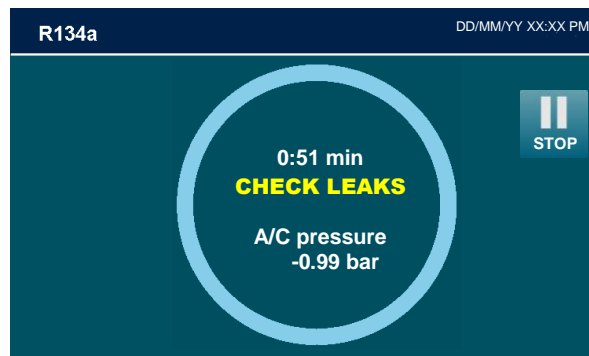 R134a
DD/MM/YY XX:XX PM
STOP
0:51 min
CHECK LEAKS
A/C pressure
-0.99 bar